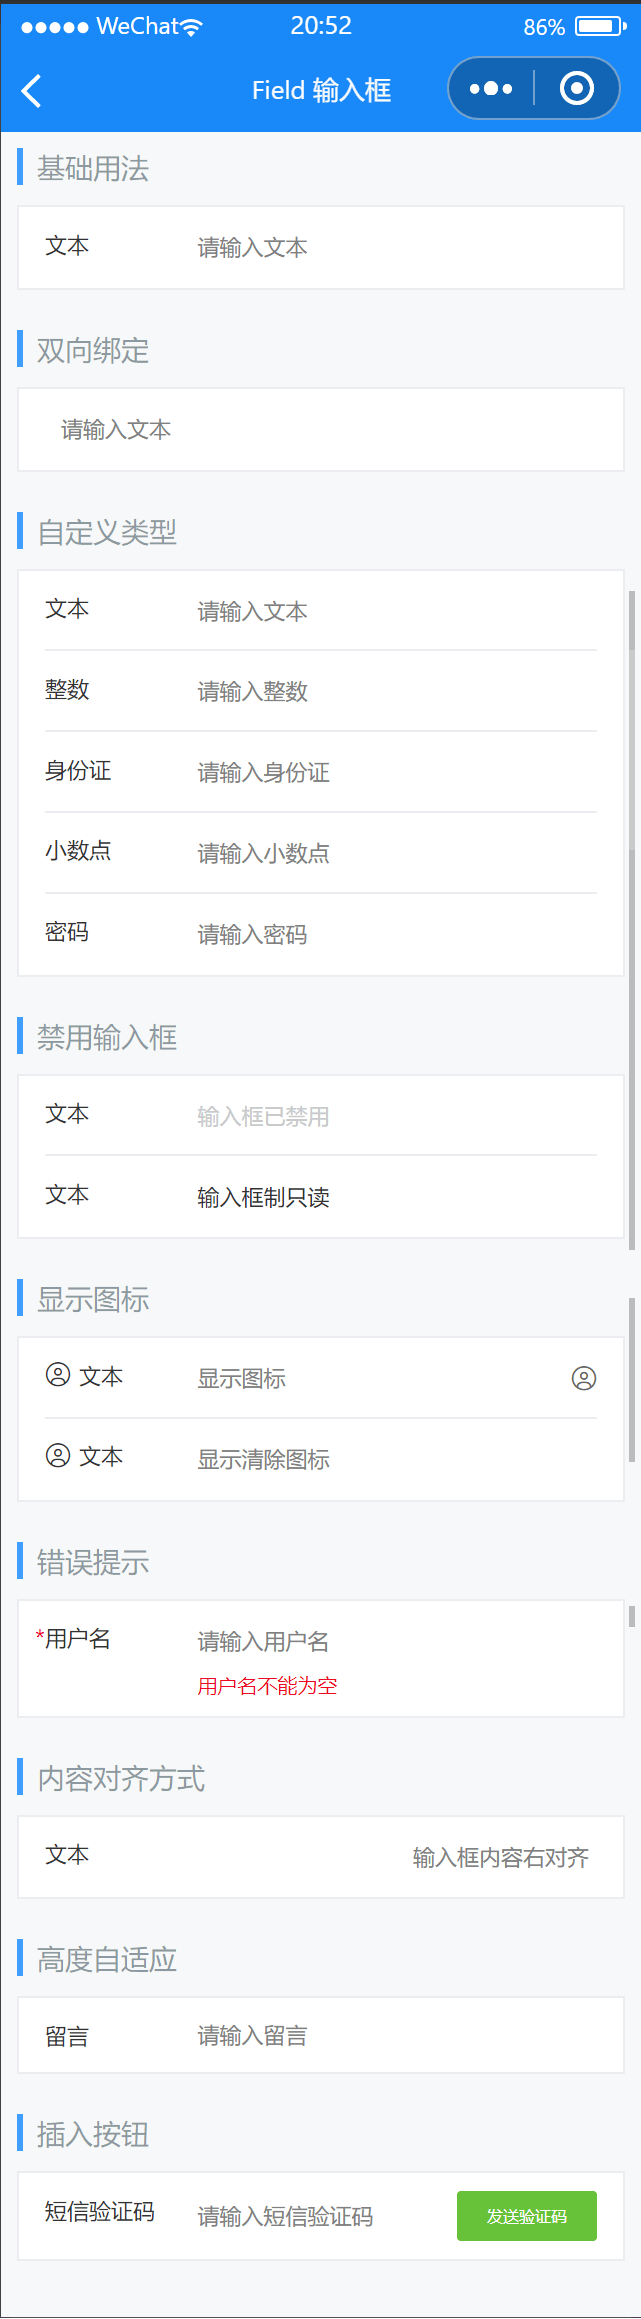 WeChat 20:52 86%
Field 输入框
基础用法
文本 请输入文本
双向绑定
请输入文本
自定义类型
文本 请输入文本
整数 请输入整数
身份证 请输入身份证
小数点 请输入小数点
密码 请输入密码
禁用输入框
文本 输入框已禁用
文本 输入框制只读
显示图标
文本 显示图标
文本 显示清除图标
错误提示
*用户名 请输入用户名
用户名不能为空
内容对齐方式
文本 输入框内容右对齐
高度自适应
留言 请输入留言
插入按钮
短信验证码 请输入短信验证码 发送验证码